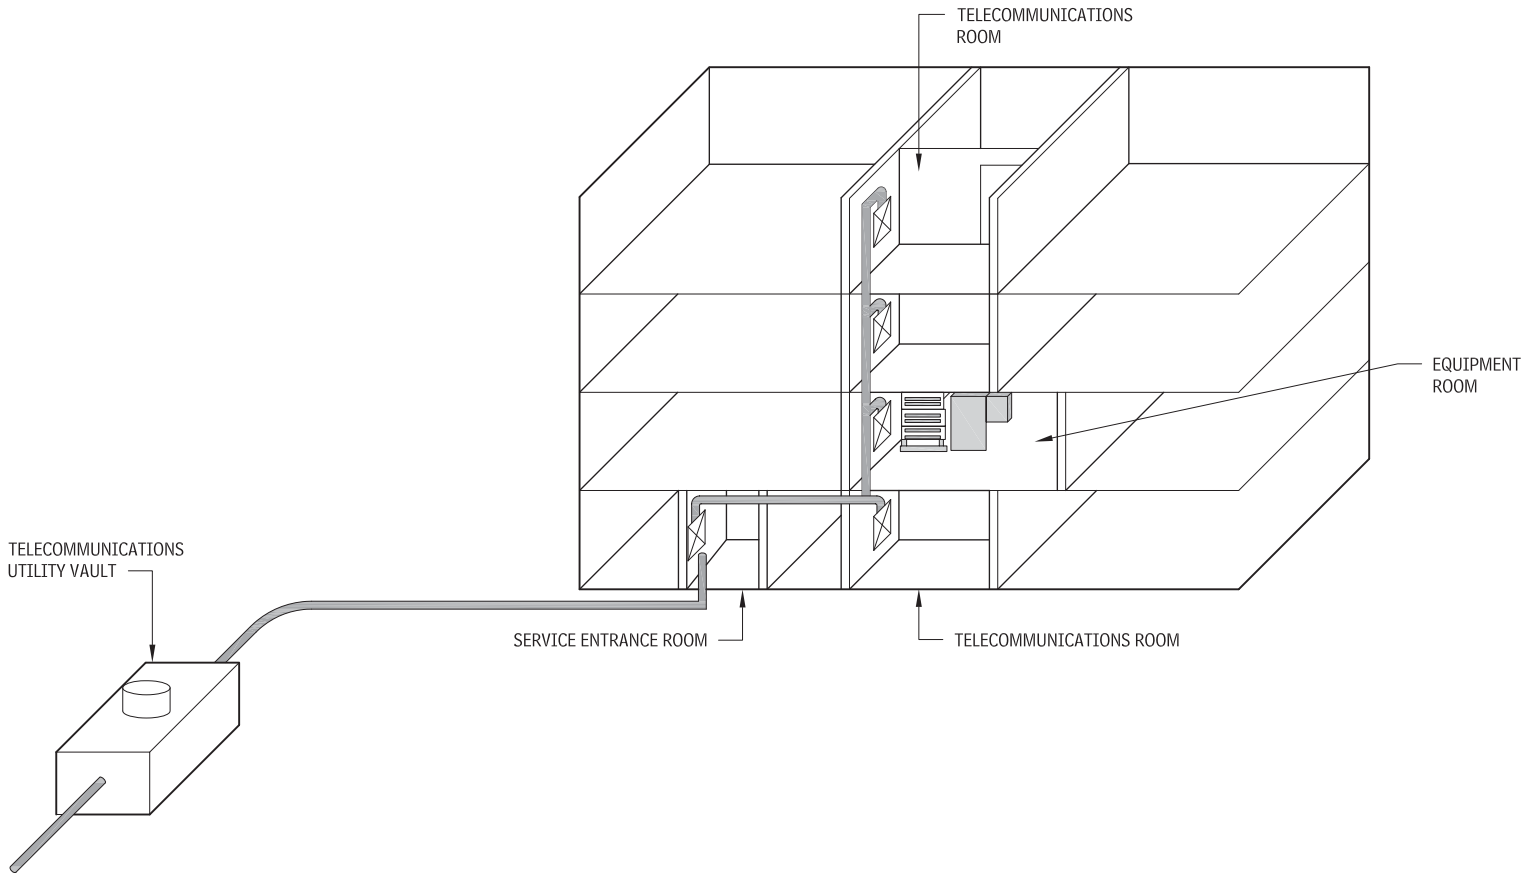 TELECOMMUNICATIONS
ROOM
EQUIPMENT
ROOM
TELECOMMUNICATIONS
UTILITY VAULT
SERVICE ENTRANCE ROOM
TELECOMMUNICATIONS ROOM